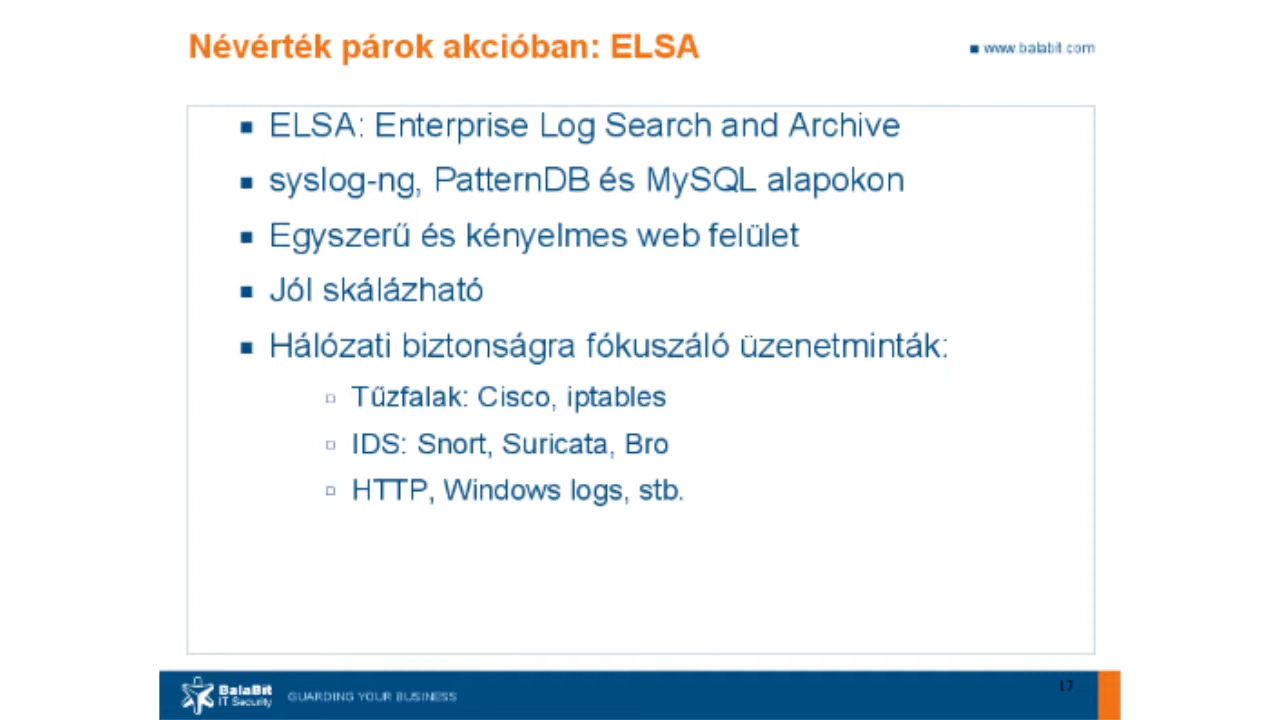 Névérték párok akcióban: ELSA
www.balabit.com
ELSA: Enterprise Log Search and Archive
syslog-ng, PatternDB és MySQL alapokon
Egyszerű és kényelmes web felület
Jól skálázható
Hálózati biztonságra fókuszáló üzenetminták:
Tűzfalak: Cisco, iptables
IDS: Snort, Suricata, Bro
HTTP, Windows logs, stb.
17
BalaBit
IT Security
GUARDING YOUR BUSINESS